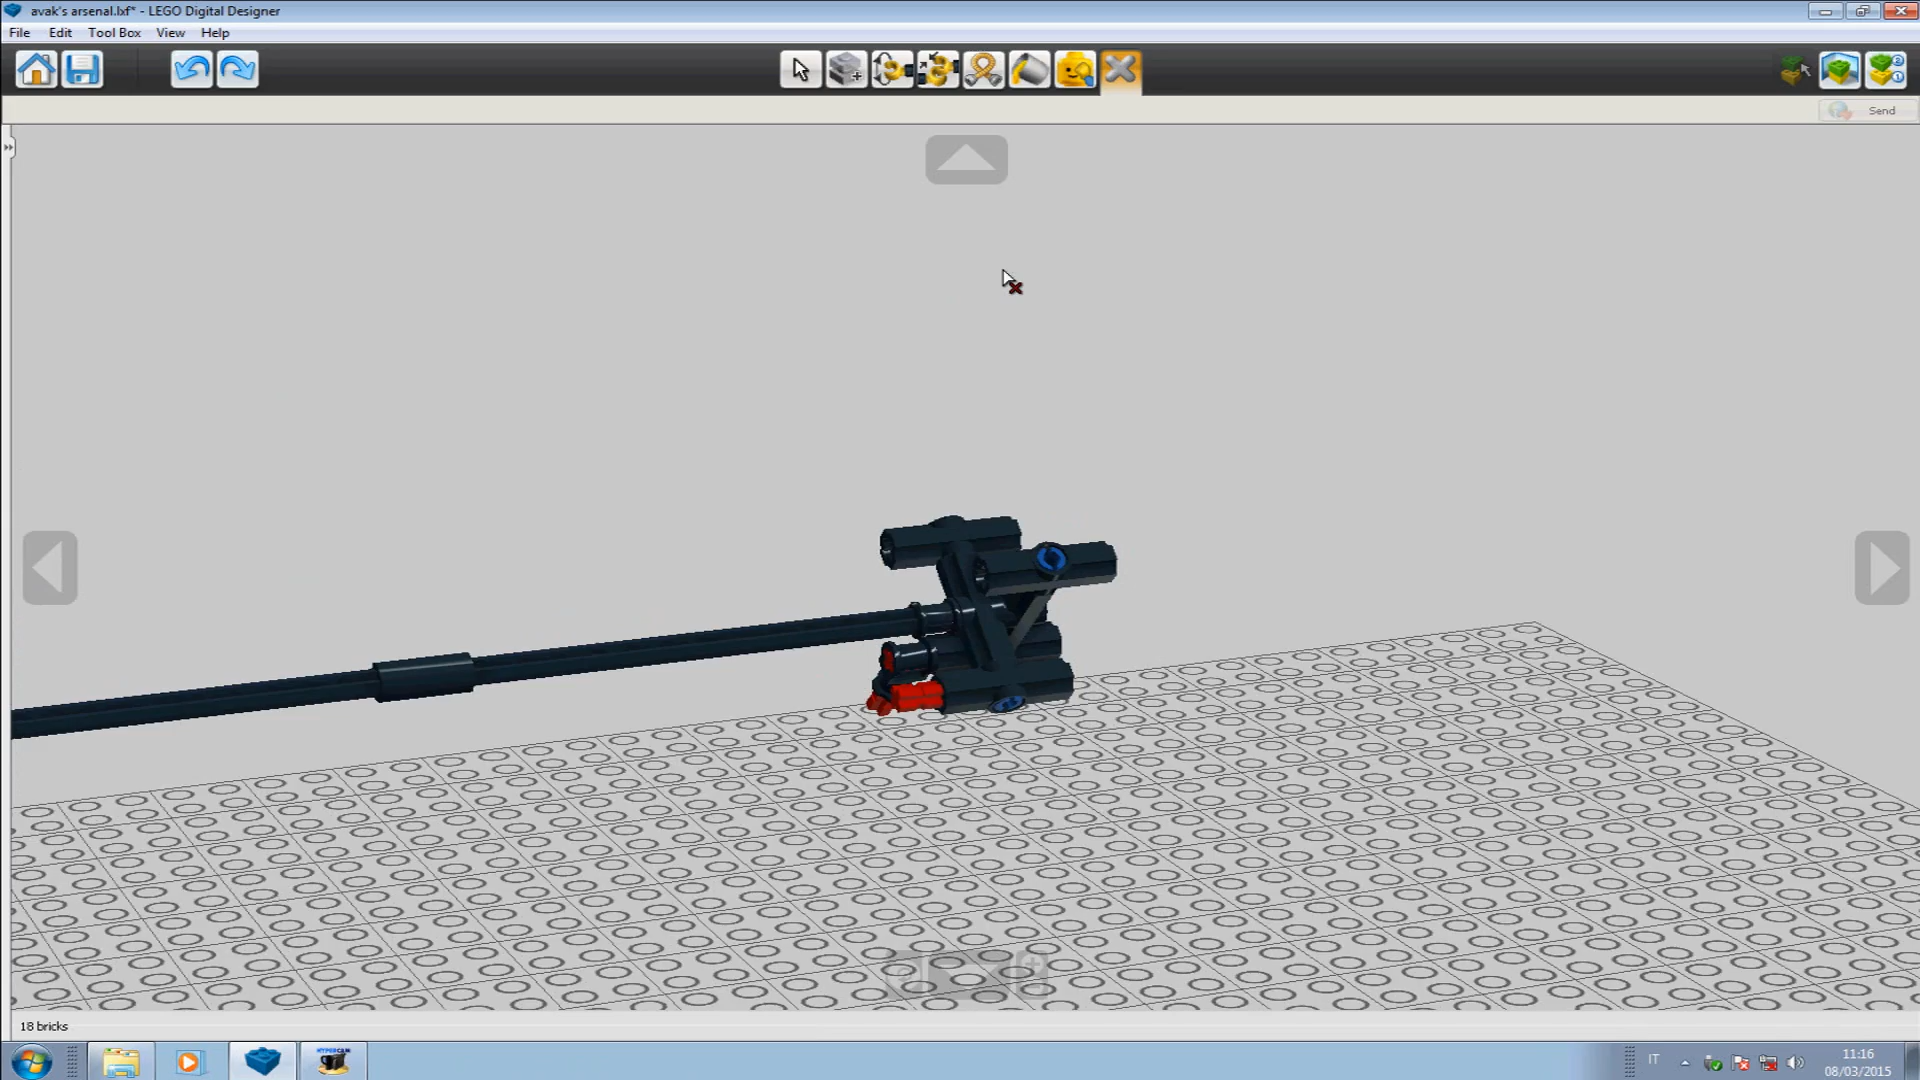 avak's arsenal.lxf* - LEGO Digital Designer
File Edit Tool Box View Help
Send
18 bricks
HYPERCAM
IT
11:16
08/03/2015